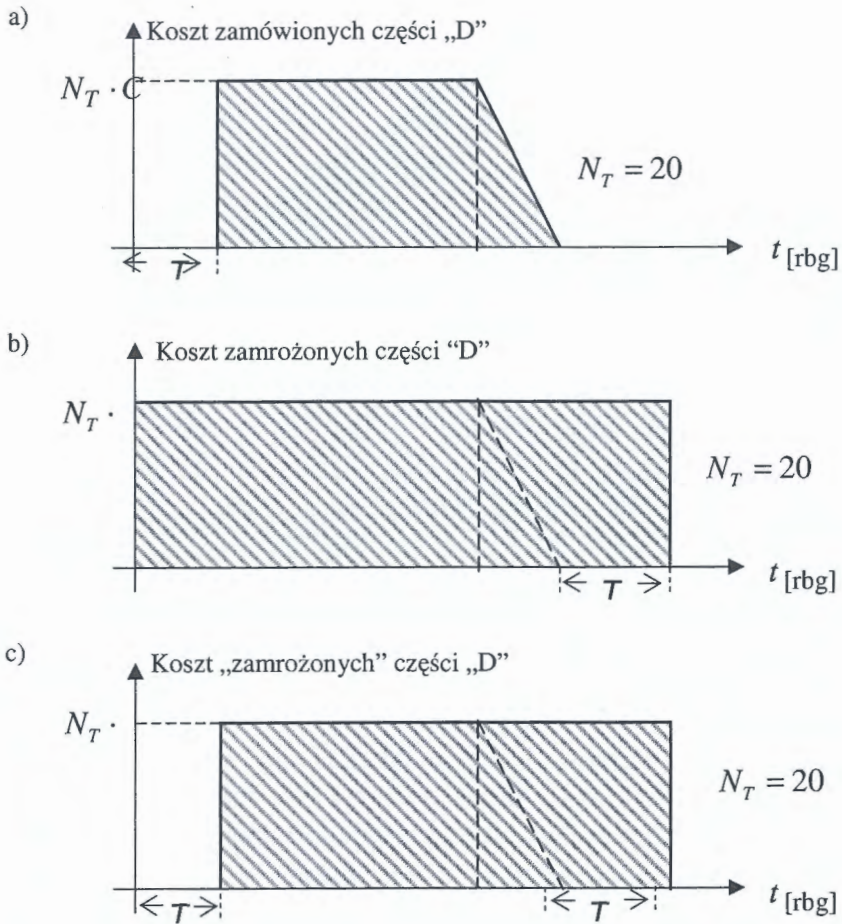 a)
Koszt zamówionych części „D”
N_T · C
N_T = 20
T
t [rbg]
b)
Koszt zamrożonych części “D”
N_T ·
N_T = 20
T
t [rbg]
c)
Koszt „zamrożonych” części „D”
N_T ·
N_T = 20
T
T
t [rbg]